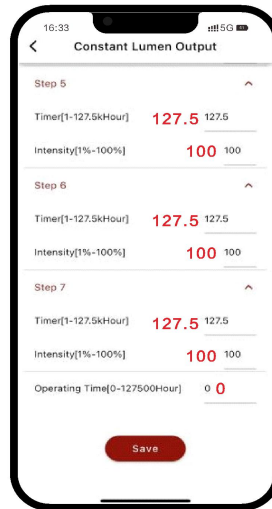 16:33 5G
< Constant Lumen Output
Step 5
Timer[1-127.5kHour] 127.5 127.5
Intensity[1%-100%] 100 100
Step 6
Timer[1-127.5kHour] 127.5 127.5
Intensity[1%-100%] 100 100
Step 7
Timer[1-127.5kHour] 127.5 127.5
Intensity[1%-100%] 100 100
Operating Time[0-127500Hour] 0 0
Save